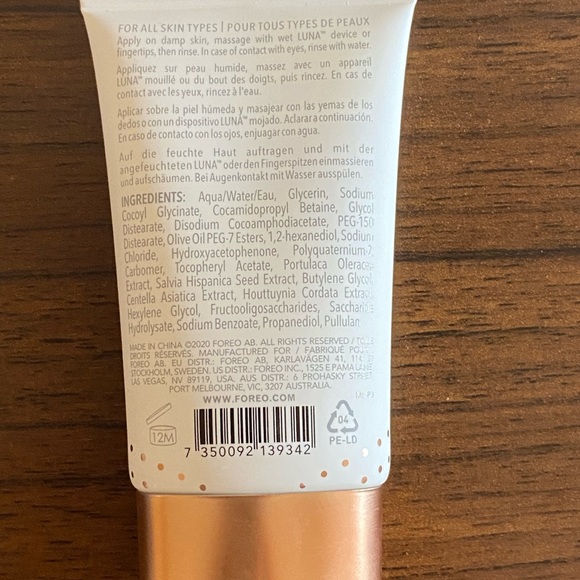 FOR ALL SKIN TYPES | POUR TOUS TYPES DE PEAUX
Apply on damp skin, massage with wet LUNA™ device or
fingertips, then rinse. In case of contact with eyes, rinse with water.
Appliquez sur peau humide, massez avec un appareil
LUNA™ mouillé ou du bout des doigts, puis rincez. En cas de
contact avec les yeux, rincez à l'eau.
Aplicar sobre la piel húmeda y masajear con las yemas de los
dedos o con un dispositivo LUNA™ mojado. Aclarar a continuación.
En caso de contacto con los ojos, enjuagar con agua.
Auf die feuchte Haut auftragen und mit der
angefeuchteten LUNA™ oder den Fingerspitzen einmassieren
und aufschäumen. Bei Augenkontakt mit Wasser ausspülen.
INGREDIENTS: Aqua/Water/Eau, Glycerin, Sodium
Cocoyl Glycinate, Cocamidopropyl Betaine, Glycol
Distearate, Disodium Cocoamphodiacetate, PEG-150
Distearate, Olive Oil PEG-7 Esters, 1,2-hexanediol, Sodium
Chloride, Hydroxyacetophenone, Polyquaternium-7,
Carbomer, Tocopheryl Acetate, Portulaca Oleracea
Extract, Salvia Hispanica Seed Extract, Butylene Glycol,
Centella Asiatica Extract, Houttuynia Cordata Extract,
Hexylene Glycol, Fructooligosaccharides, Saccharide
Hydrolysate, Sodium Benzoate, Propanediol, Pullulan
MADE IN CHINA ©2020 FOREO AB. ALL RIGHTS RESERVED / TOUS
DROITS RÉSERVÉS. MANUFACTURED FOR / FABRIQUÉ POUR
FOREO AB. EU DISTR.: FOREO AB, KARLAVÄGEN 41, 114
STOCKHOLM, SWEDEN. US DISTR.: FOREO INC., 1525 E PAMA LANE,
LAS VEGAS, NV 89119, USA. AUS DISTR.: 6 PROHASKY STREET,
PORT MELBOURNE, VIC, 3207 AUSTRALIA.
WWW.FOREO.COM
12M
7 350092 139342
04
PE-LD